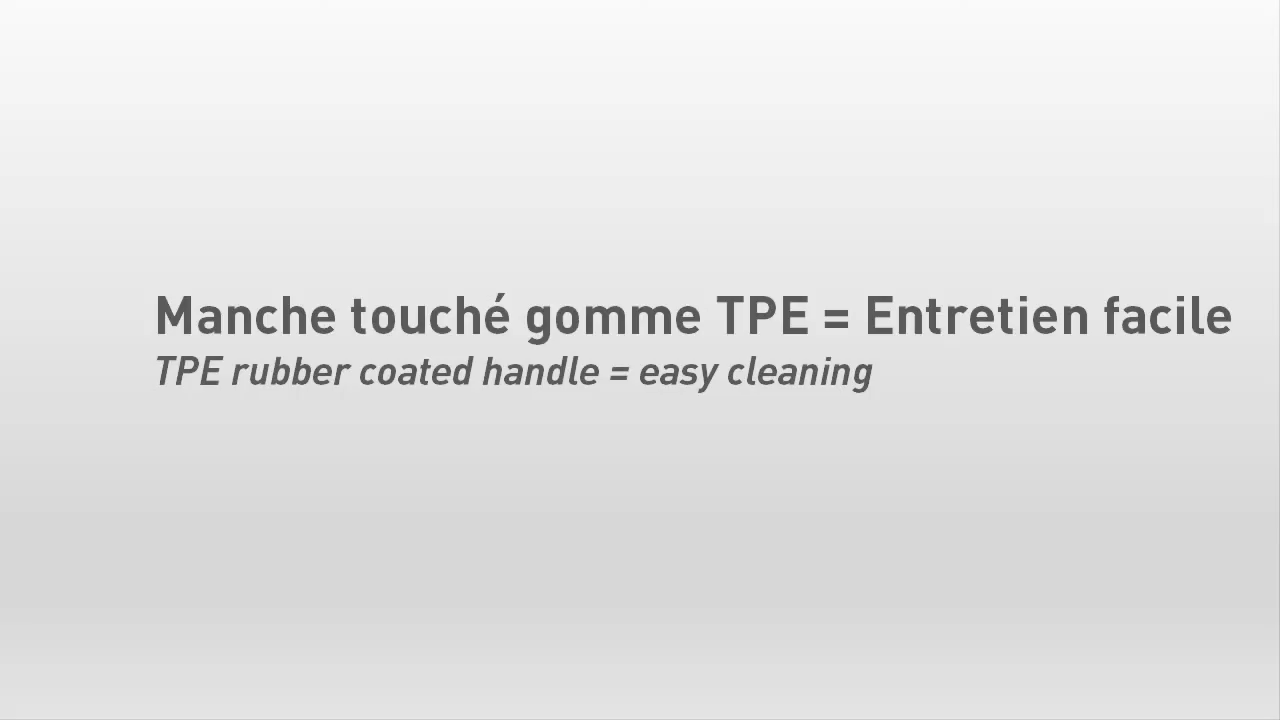 Manche touché gomme TPE = Entretien facile
TPE rubber coated handle = easy cleaning